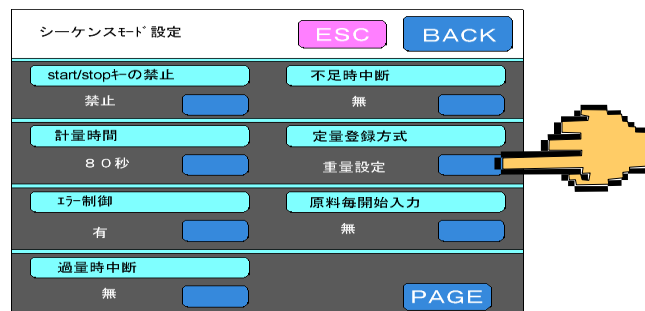 シーケンスモード設定 ESC BACK
start/stopキーの禁止 不足時中断
禁止 無
計量時間 定量登録方式
80秒 重量設定
エラー制御 原料毎開始入力
有 無
過量時中断
無 PAGE